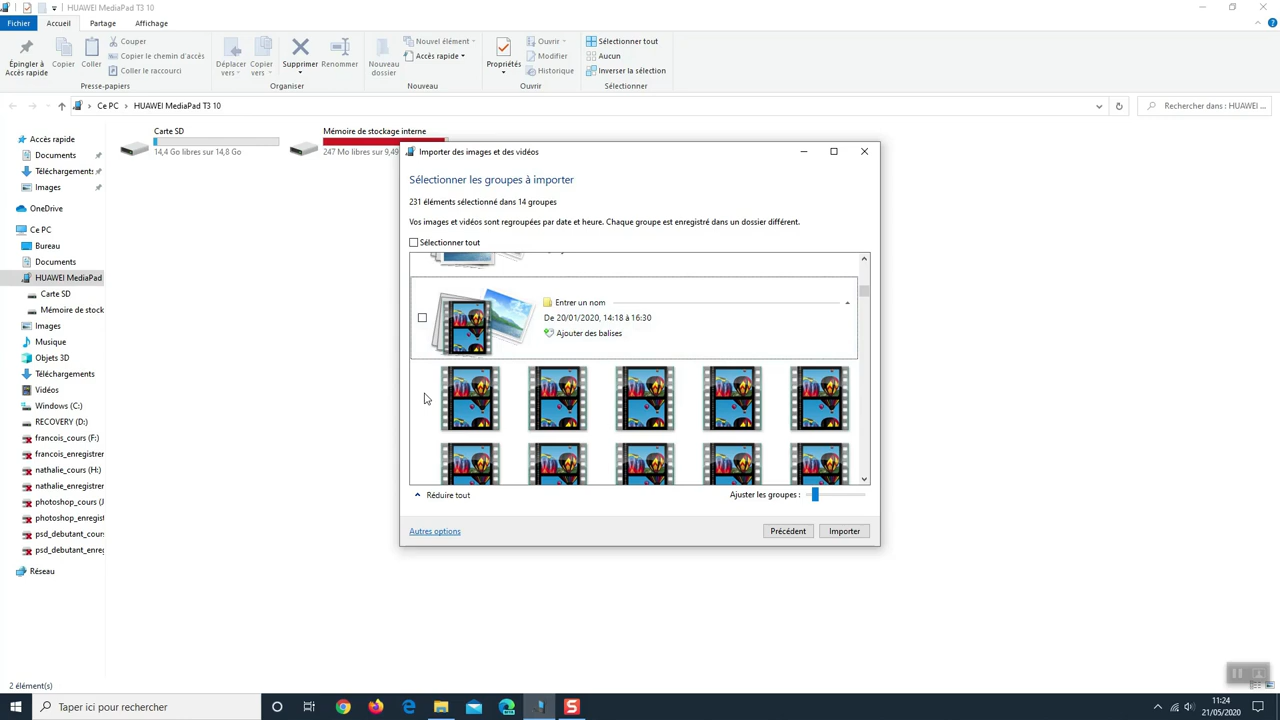 HUAWEI MediaPad T3 10
Fichier
Accueil
Partage
Affichage
Épingler à
Accès rapide
Copier
Coller
Couper
Copier le chemin d'accès
Coller le raccourci
Presse-papiers
Déplacer
vers
Copier
vers
Supprimer
Renommer
Organiser
Nouveau
dossier
Nouvel élément
Accès rapide
Nouveau
Propriétés
Ouvrir
Modifier
Historique
Ouvrir
Sélectionner tout
Aucun
Inverser la sélection
Sélectionner
Ce PC
HUAWEI MediaPad T3 10
Rechercher dans : HUAWEI ...
Accès rapide
Documents
Téléchargements
Images
OneDrive
Ce PC
Bureau
Documents
HUAWEI MediaPad
Carte SD
Mémoire de stock
Images
Musique
Objets 3D
Téléchargements
Vidéos
Windows (C:)
RECOVERY (D:)
francois_cours (F:)
francois_enregistrer
nathalie_cours (H:)
nathalie_enregistrer
photoshop_cours (J
photoshop_enregist
psd_debutant_cours
psd_debutant_enreg
Réseau
Carte SD
14,4 Go libres sur 14,8 Go
Mémoire de stockage interne
247 Mo libres sur 9,49
Importer des images et des vidéos
Sélectionner les groupes à importer
231 éléments sélectionné dans 14 groupes
Vos images et vidéos sont regroupées par date et heure. Chaque groupe est enregistré dans un dossier différent.
Sélectionner tout
Entrer un nom
De 20/01/2020, 14:18 à 16:30
Ajouter des balises
Réduire tout
Ajuster les groupes :
Autres options
Précédent
Importer
2 élément(s)
Taper ici pour rechercher
11:24
21/05/2020